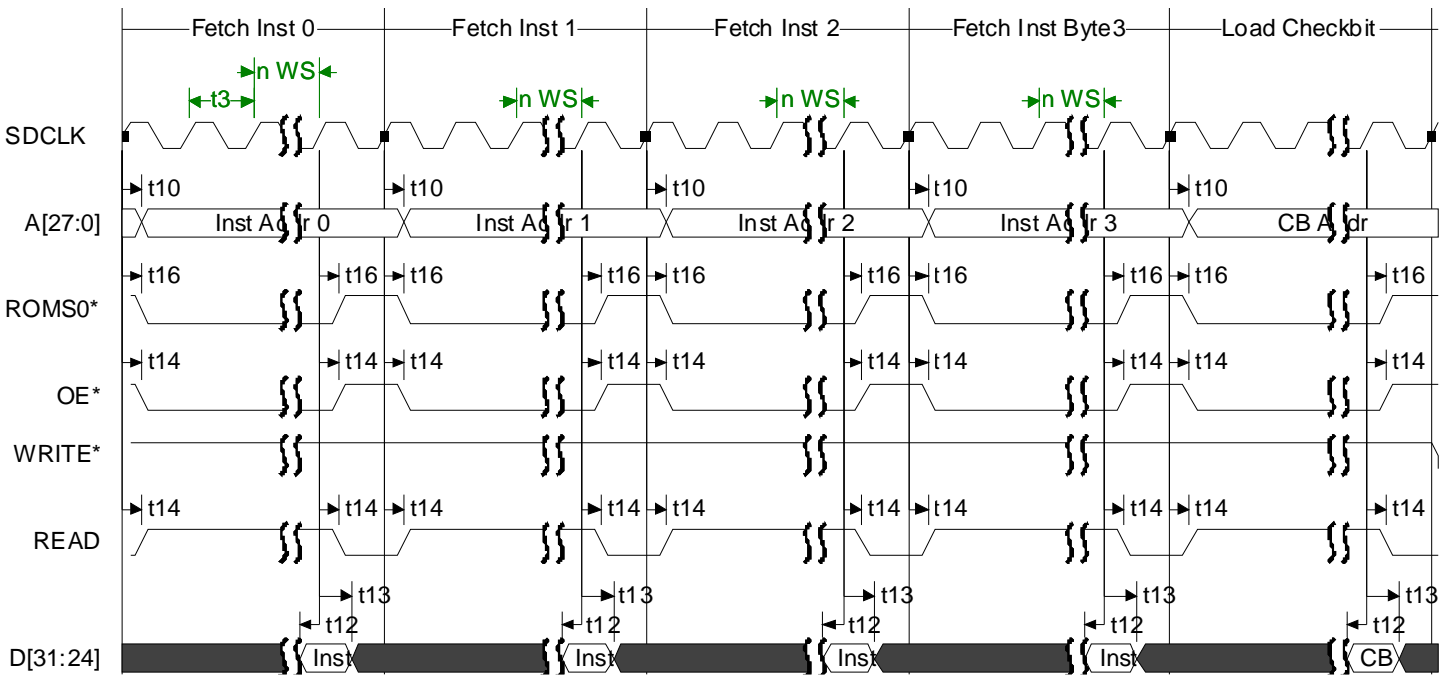 Fetch Inst 0 Fetch Inst 1 Fetch Inst 2 Fetch Inst Byte3 Load Checkbit
n WS
t3 n WS n WS n WS
SDCLK
t10 t10 t10 t10 t10
A[27:0] Inst Addr 0 Inst Addr 1 Inst Addr 2 Inst Addr 3 CB Addr
t16 t16 t16 t16 t16 t16 t16 t16 t16 t16
ROMS0*
t14 t14 t14 t14 t14 t14 t14 t14 t14 t14
OE*
WRITE*
t14 t14 t14 t14 t14 t14 t14 t14 t14 t14
READ
t13 t13 t13 t13 t13
t12 t12 t12 t12 t12
D[31:24] Inst Inst Inst Inst CB